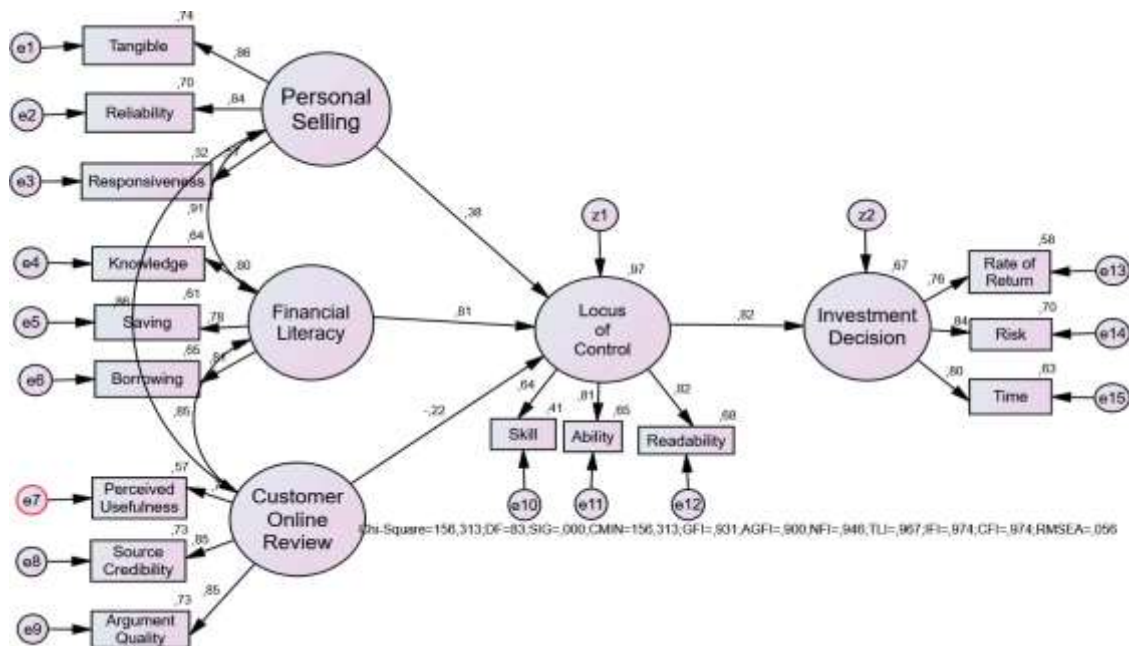 ,74
e1
Tangible
,86
,70
e2
Reliability
,84
Personal
Selling
,32
e3
Responsiveness
,91
,38
z1
z2
,64
e4
Knowledge
,80
,97
,67
,58
,76
Rate of
Return
e13
,61
e5
Saving
,78
,86
Financial
Literacy
,81
Locus
of
Control
,82
Investment
Decision
,84
,70
Risk
e14
,65
e6
Borrowing
,80
,63
Time
e15
,85
-,22
,64
,81
,82
,41
,65
,68
Skill
Ability
Readability
,57
e7
Perceived
Usefulness
Customer
Online
Review
e10
e11
e12
Chi-Square=156,313;DF=83;SIG=,000;CMIN=156,313;GFI=,931;AGFI=,900;NFI=,946;TLI=,967;IFI=,974;CFI=,974;RMSEA=,056
,73
e8
Source
Credibility
,85
,73
e9
Argument
Quality
,85